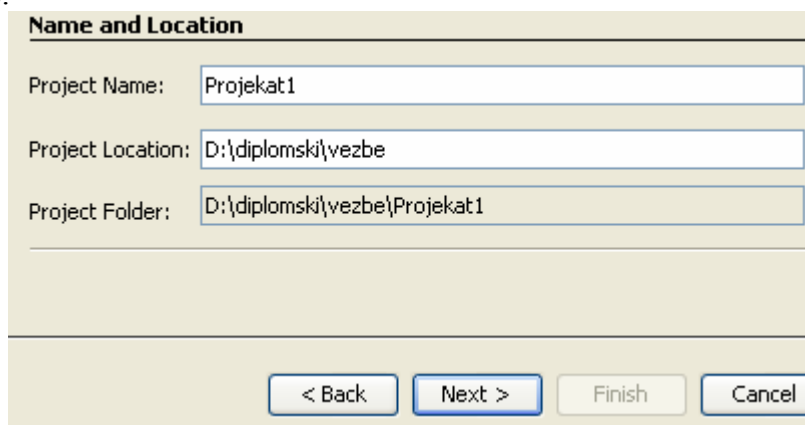 .
Name and Location
Project Name: Projekat1
Project Location: D:\diplomski\vezbe
Project Folder: D:\diplomski\vezbe\Projekat1
< Back Next > Finish Cancel